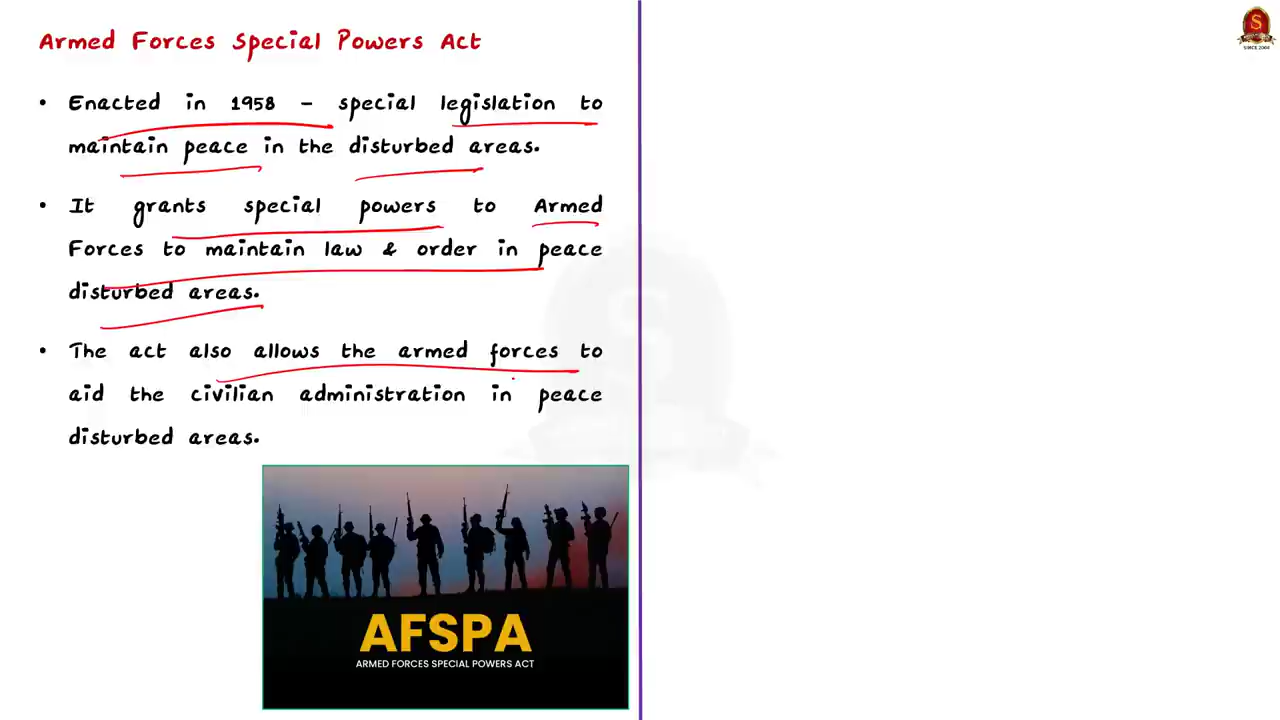 Armed Forces Special Powers Act
• Enacted in 1958 – special legislation to
maintain peace in the disturbed areas.
• It grants special powers to Armed
Forces to maintain law & order in peace
disturbed areas.
• The act also allows the armed forces to
aid the civilian administration in peace
disturbed areas.
AFSPA
ARMED FORCES SPECIAL POWERS ACT
S
SINCE 2004